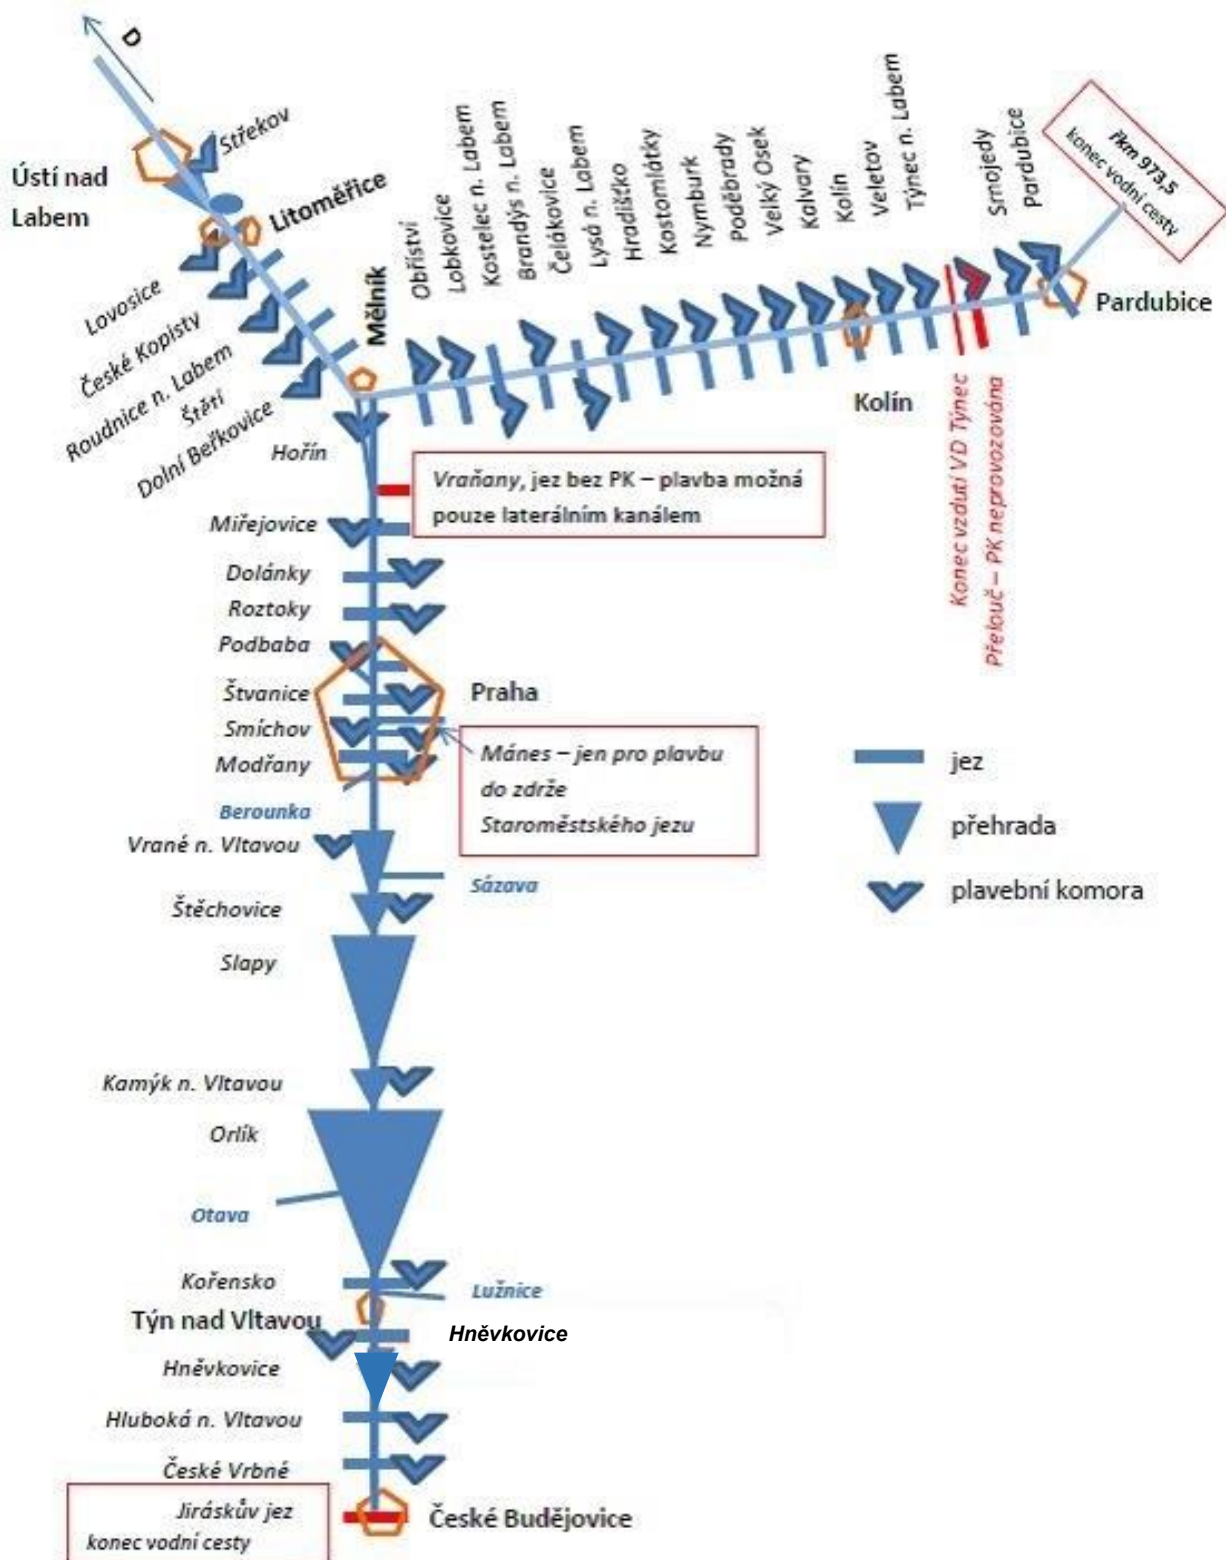 D
Střekov
Ústí nad
Labem
Litoměřice
Lovosice
České Kopisty
Roudnice n. Labem
Štětí
Dolní Beřkovice
Mělník
Obříství
Lobkovice
Kostelec n. Labem
Brandýs n. Labem
Čelákovice
Lysá n. Labem
Hradišťko
Kostomlátky
Nymburk
Poděbrady
Velký Osek
Kalvary
Kolín
Veletov
Týnec n. Labem
Srnojedy
Pardubice
řkm 973,5
konec vodní cesty
Pardubice
Kolín
Konec vzdutí VD Týnec
Přelouč – PK neprovozována
Hořín
Vraňany, jez bez PK – plavba možná
pouze laterálním kanálem
Miřejovice
Dolánky
Roztoky
Podbaba
Štvanice
Praha
Smíchov
Modřany
Mánes – jen pro plavbu
do zdrže
Staroměstského jezu
jez
přehrada
plavební komora
Berounka
Vrané n. Vltavou
Sázava
Štěchovice
Slapy
Kamýk n. Vltavou
Orlík
Otava
Kořensko
Lužnice
Týn nad Vltavou
Hněvkovice
Hněvkovice
Hluboká n. Vltavou
České Vrbné
Jiráskův jez
konec vodní cesty
České Budějovice